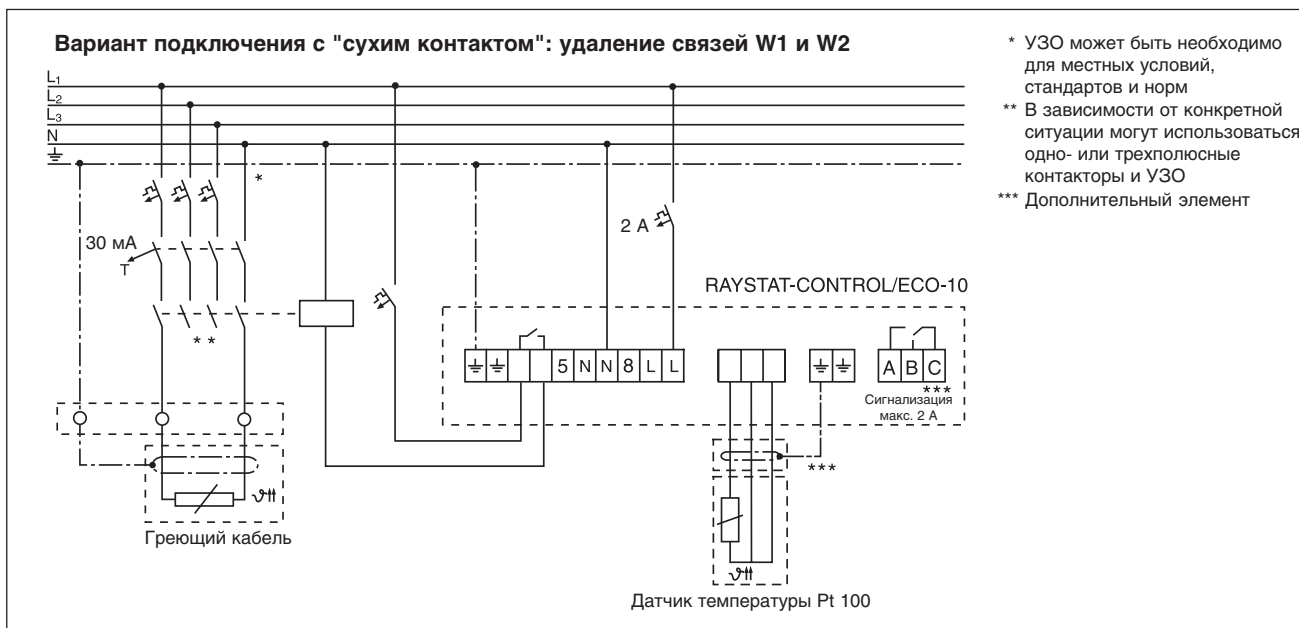 Вариант подключения с "сухим контактом": удаление связей W1 и W2
* УЗО может быть необходимо
для местных условий,
стандартов и норм
** В зависимости от конкретной
ситуации могут использоваться
одно- или трехполюсные
контакторы и УЗО
*** Дополнительный элемент
L1
L2
L3
N
*
2 А
30 мА
T
RAYSTAT-CONTROL/ECO-10
**
5 N N 8 L L
A B C
***
Сигнализация
макс. 2 А
***
ϑ
Греющий кабель
ϑ
Датчик температуры Pt 100